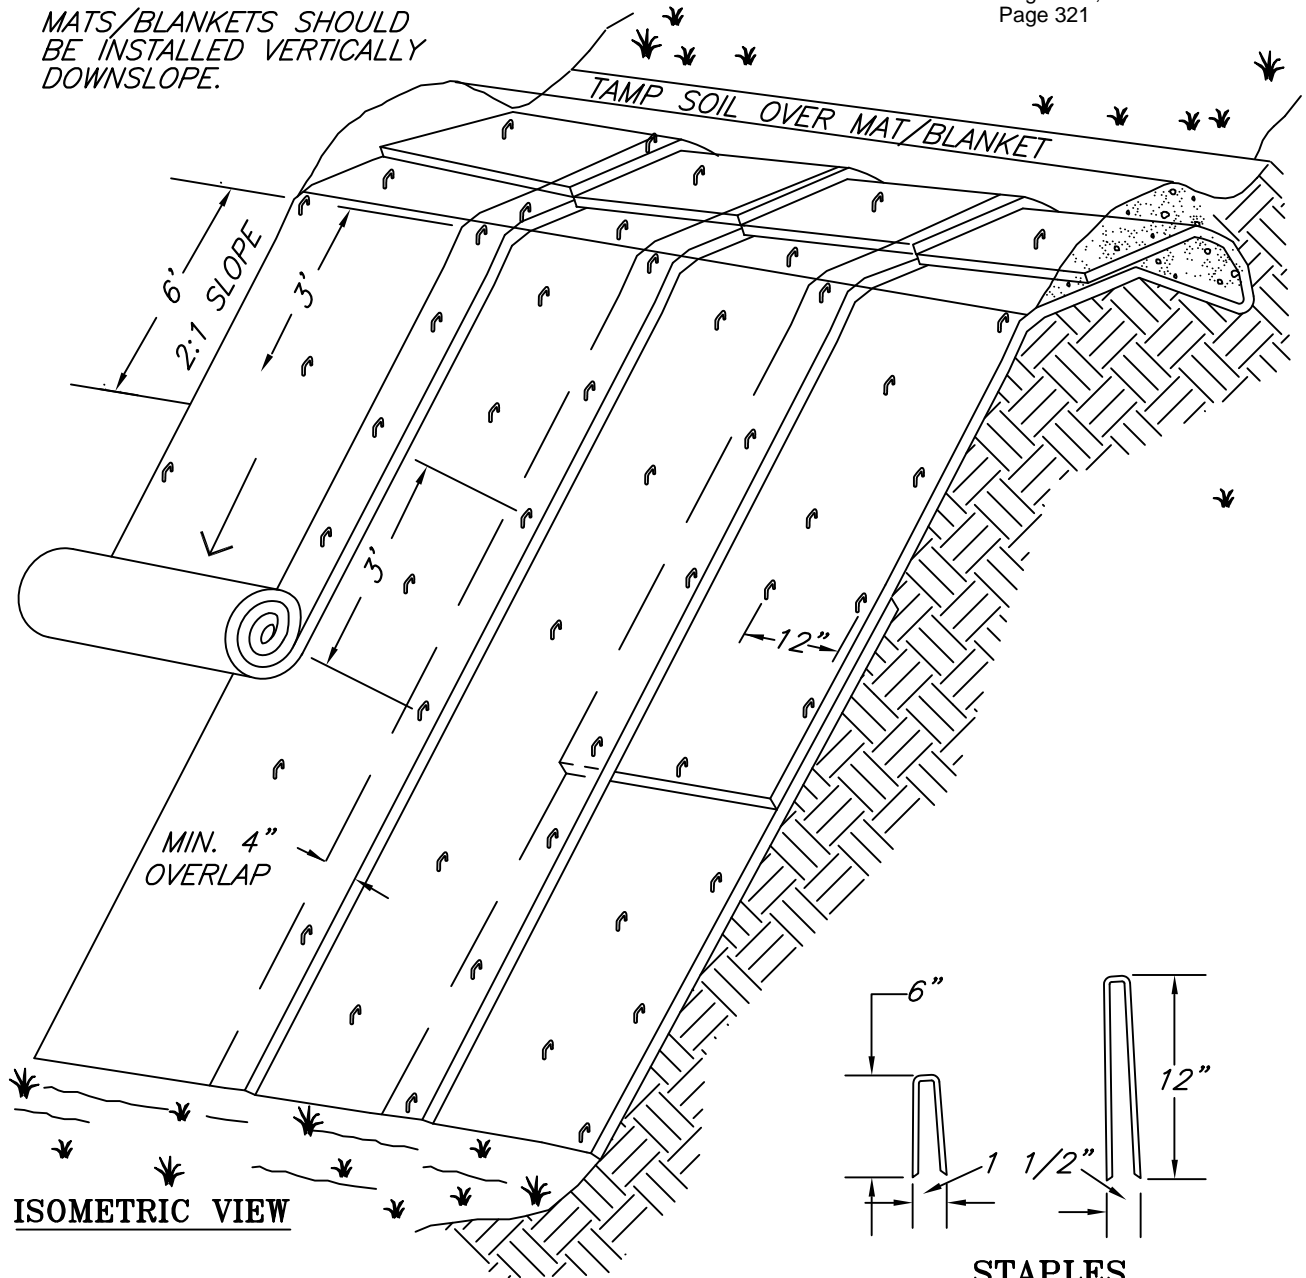 MATS/BLANKETS SHOULD
BE INSTALLED VERTICALLY
DOWNSLOPE.
Page 321
TAMP SOIL OVER MAT/BLANKET
6'
2:1 SLOPE
3'
3'
12"
MIN. 4"
OVERLAP
6"
12"
1 1/2"
ISOMETRIC VIEW
STAPLES